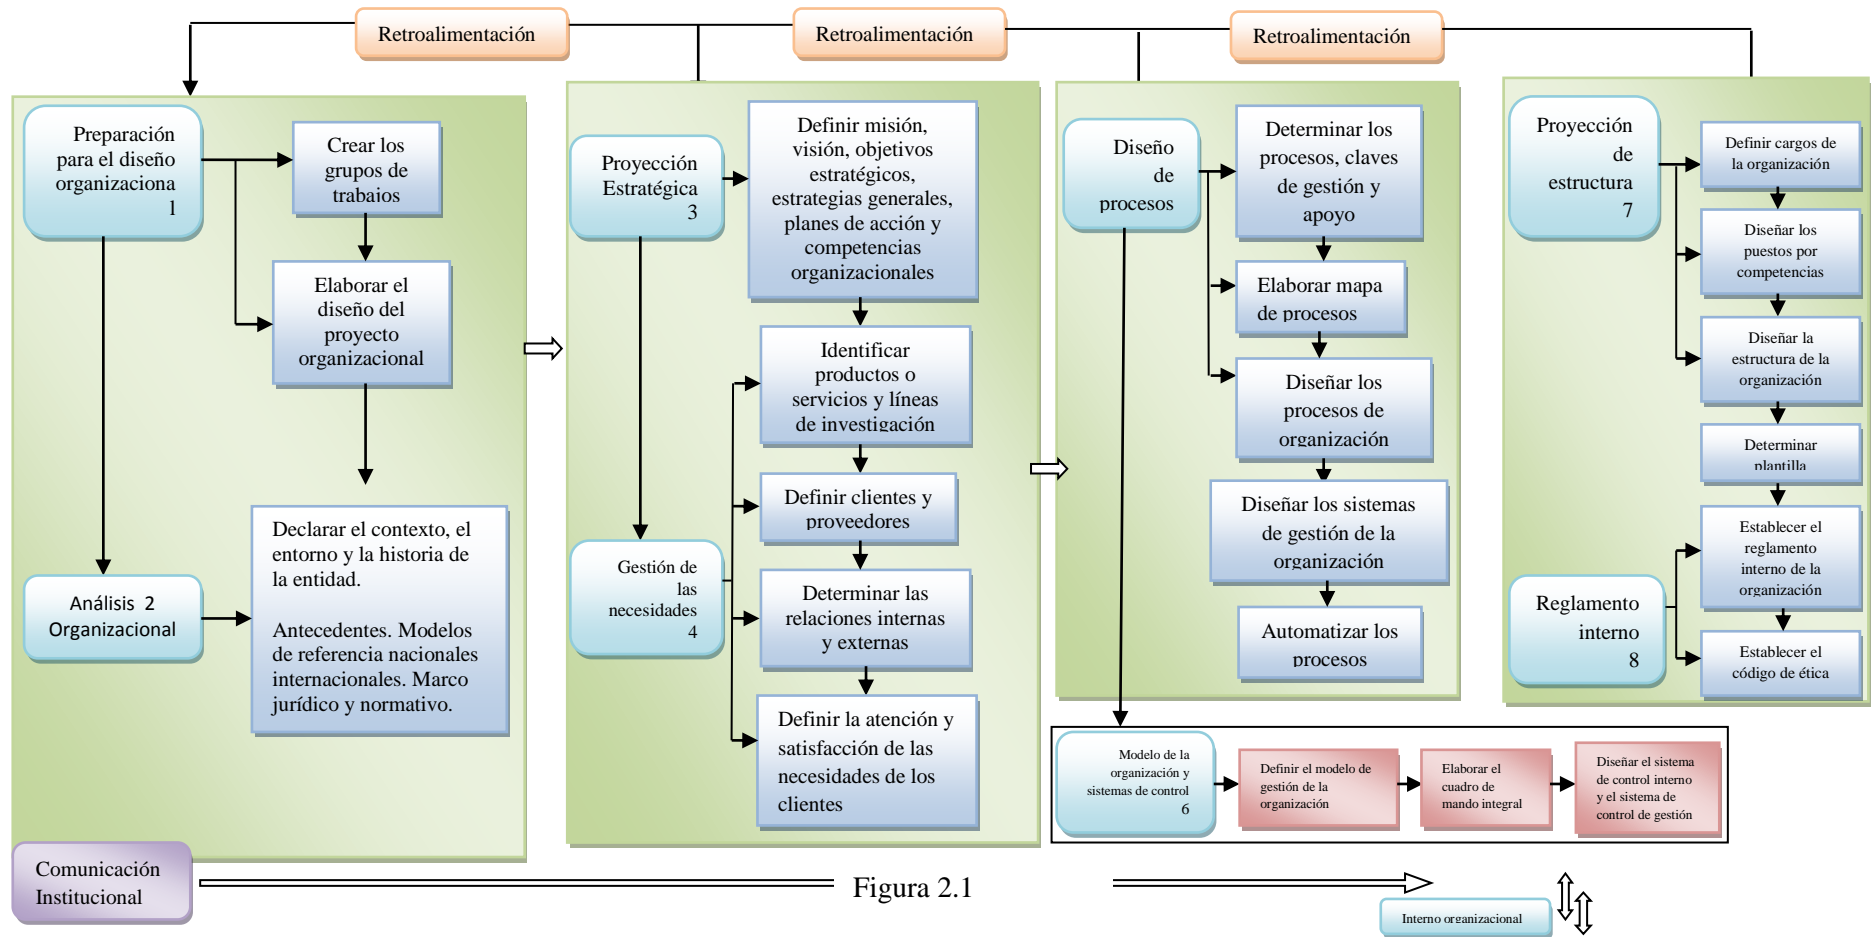 Retroalimentación
Retroalimentación
Retroalimentación
Preparación
para el diseño
organizaciona
1
Crear los
grupos de
trabajos
Elaborar el
diseño del
proyecto
organizacional
Análisis 2
Organizacional
Declarar el contexto, el
entorno y la historia de
la entidad.
Antecedentes. Modelos
de referencia nacionales
internacionales. Marco
jurídico y normativo.
Proyección
Estratégica
3
Definir misión,
visión, objetivos
estratégicos,
estrategias generales,
planes de acción y
competencias
organizacionales
Identificar
productos o
servicios y líneas
de investigación
Definir clientes y
proveedores
Gestión de
las
necesidades
4
Determinar las
relaciones internas
y externas
Definir la atención y
satisfacción de las
necesidades de los
clientes
Diseño
de
procesos
Determinar los
procesos, claves
de gestión y
apoyo
Elaborar mapa
de procesos
Diseñar los
procesos de
organización
Diseñar los sistemas
de gestión de la
organización
Automatizar los
procesos
Modelo de la
organización y
sistemas de control
6
Definir el modelo de
gestión de la
organización
Elaborar el
cuadro de
mando integral
Diseñar el sistema
de control interno
y el sistema de
control de gestión
Proyección
de
estructura
7
Definir cargos de
la organización
Diseñar los
puestos por
competencias
Diseñar la
estructura de la
organización
Determinar
plantilla
Establecer el
reglamento
interno de la
organización
Reglamento
interno
8
Establecer el
código de ética
Comunicación
Institucional
Figura 2.1
Interno organizacional